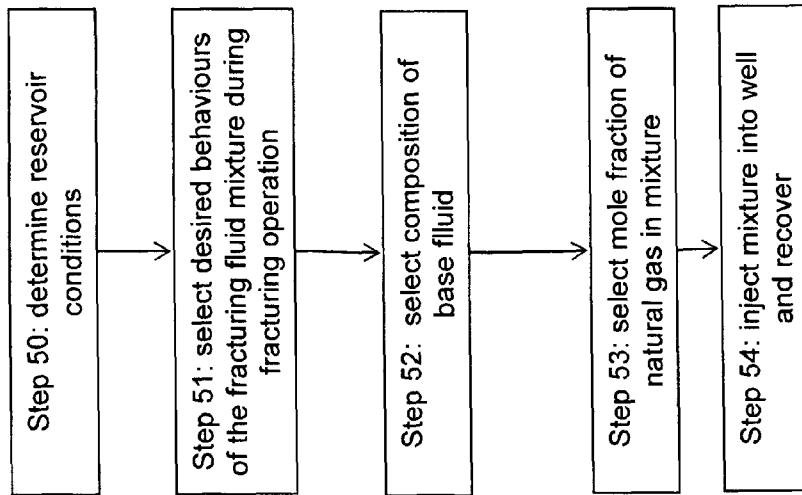 Step 50: determine reservoir
conditions
Step 51: select desired behaviours
of the fracturing fluid mixture during
fracturing operation
Step 52: select composition of
base flluid
Step 53: select mole fraction of
natural gas in mixture
Step 54: inject mixture into well
and recover